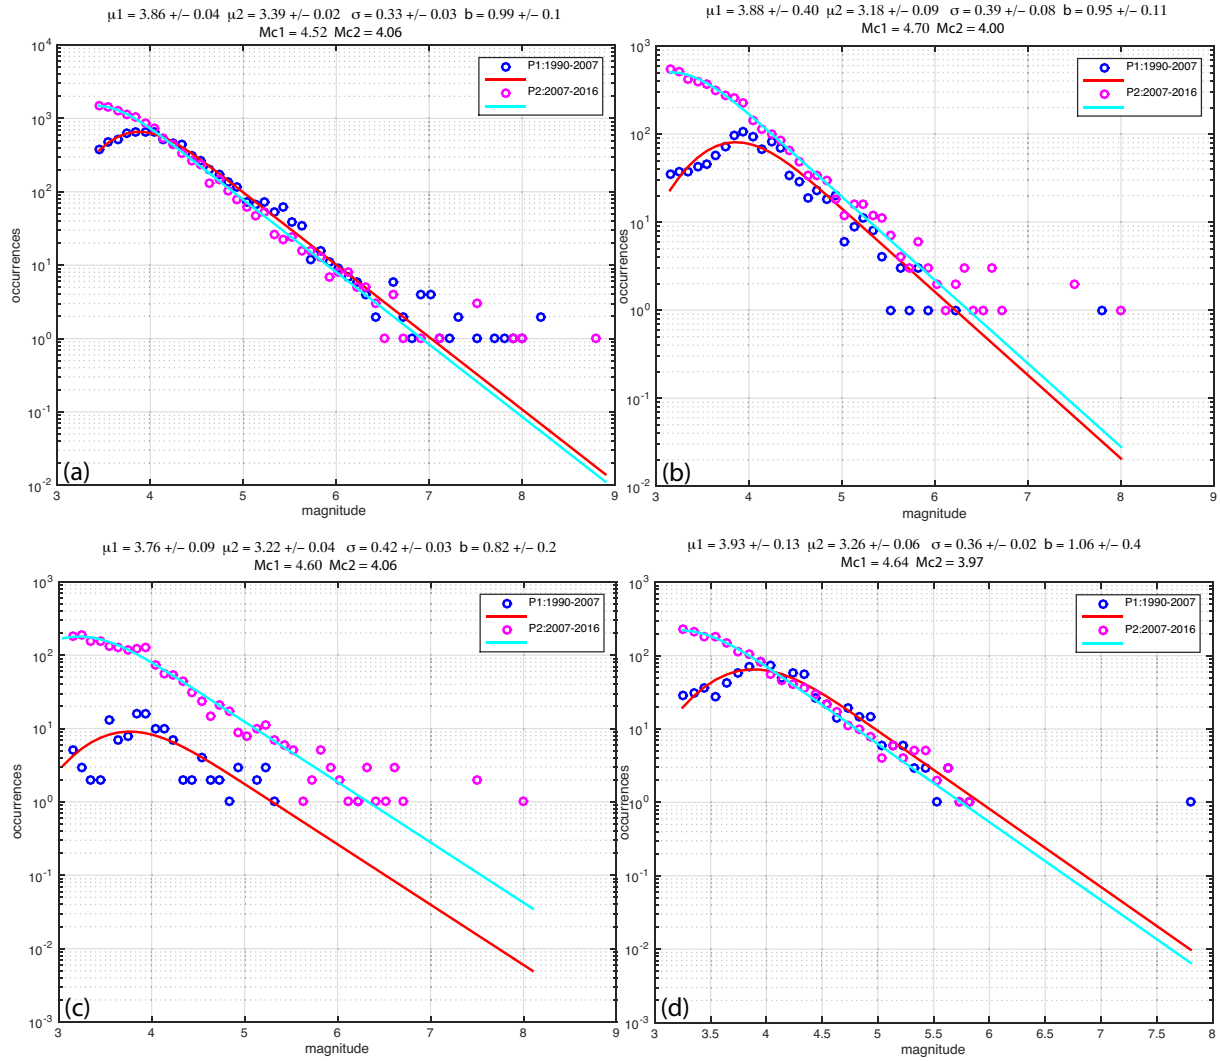 μ1 = 3.86 +/− 0.04 μ2 = 3.39 +/− 0.02 σ = 0.33 +/− 0.03 b = 0.99 +/− 0.1
Mc1 = 4.52 Mc2 = 4.06
P1:1990-2007
P2:2007-2016
occurrences
10^4
10^3
10^2
10^1
10^0
10^-1
10^-2
(a)
3 4 5 6 7 8 9
magnitude
μ1 = 3.88 +/− 0.40 μ2 = 3.18 +/− 0.09 σ = 0.39 +/− 0.08 b = 0.95 +/− 0.11
Mc1 = 4.70 Mc2 = 4.00
P1:1990-2007
P2:2007-2016
occurrences
10^3
10^2
10^1
10^0
10^-1
10^-2
(b)
3 4 5 6 7 8 9
magnitude
μ1 = 3.76 +/− 0.09 μ2 = 3.22 +/− 0.04 σ = 0.42 +/− 0.03 b = 0.82 +/− 0.2
Mc1 = 4.60 Mc2 = 4.06
P1:1990-2007
P2:2007-2016
occurrences
10^3
10^2
10^1
10^0
10^-1
10^-2
10^-3
(c)
3 4 5 6 7 8 9
magnitude
μ1 = 3.93 +/− 0.13 μ2 = 3.26 +/− 0.06 σ = 0.36 +/− 0.02 b = 1.06 +/− 0.4
Mc1 = 4.64 Mc2 = 3.97
P1:1990-2007
P2:2007-2016
occurrences
10^3
10^2
10^1
10^0
10^-1
10^-2
10^-3
(d)
3 3.5 4 4.5 5 5.5 6 6.5 7 7.5 8
magnitude